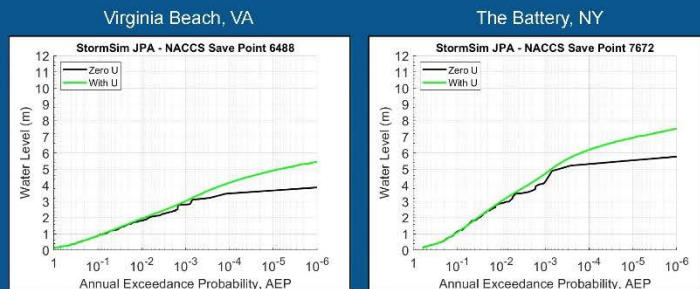 Virginia Beach, VA
StormSim JPA - NACCS Save Point 6488
Zero U
With U
Water Level (m)
12
11
10
9
8
7
6
5
4
3
2
1
0
1 10-1 10-2 10-3 10-4 10-5 10-6
Annual Exceedance Probability, AEP
The Battery, NY
StormSim JPA - NACCS Save Point 7672
Zero U
With U
Water Level (m)
12
11
10
9
8
7
6
5
4
3
2
1
0
1 10-1 10-2 10-3 10-4 10-5 10-6
Annual Exceedance Probability, AEP